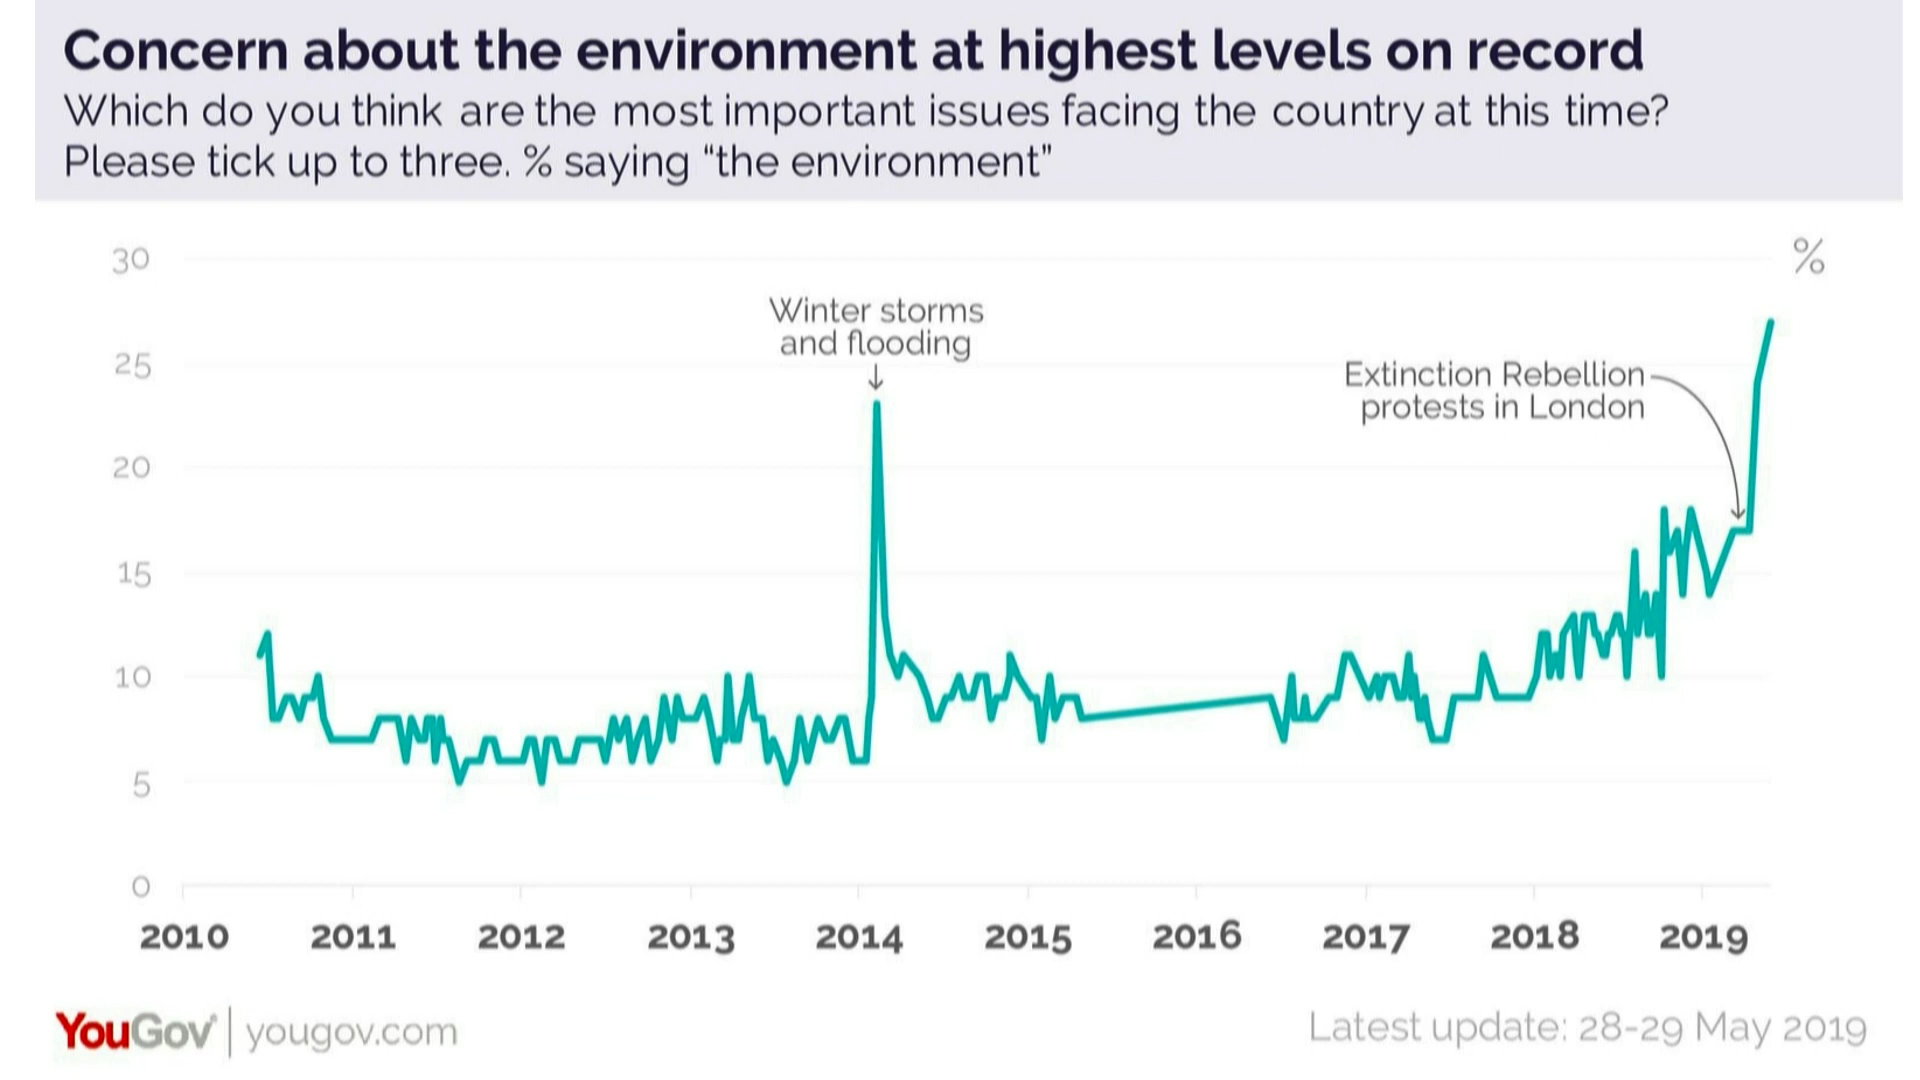 Concern about the environment at highest levels on record
Which do you think are the most important issues facing the country at this time?
Please tick up to three. % saying “the environment”
30
%
Winter storms
and flooding
25
Extinction Rebellion
protests in London
20
15
10
5
0
2010 2011 2012 2013 2014 2015 2016 2017 2018 2019
YouGov | yougov.com
Latest update: 28-29 May 2019